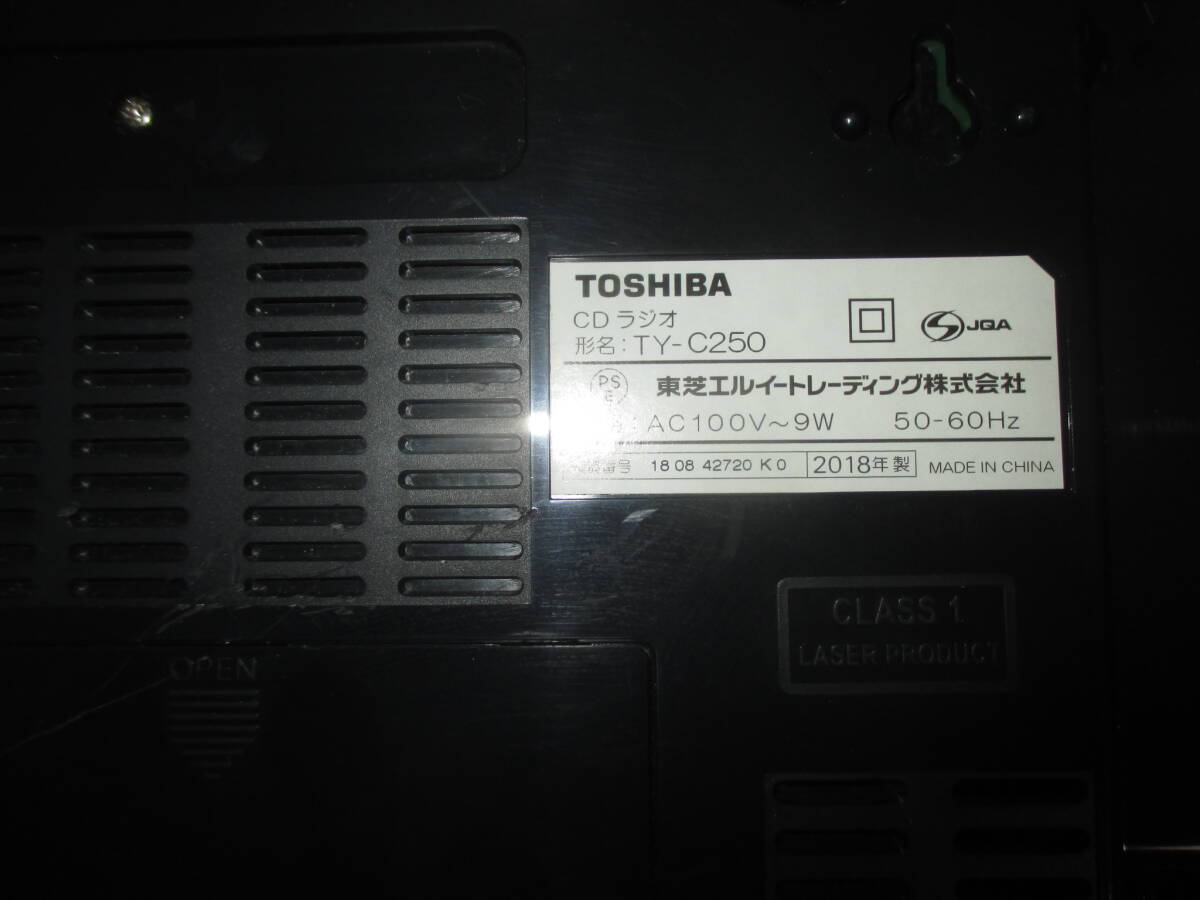 TOSHIBA
CD ラジオ
形名：TY-C250
JQA
PS E
東芝エルイートレーディング株式会社
AC100V～9W 50-60Hz
番号 18 08 42720 K0 2018年製 MADE IN CHINA
CLASS 1
LASER PRODUCT
OPEN